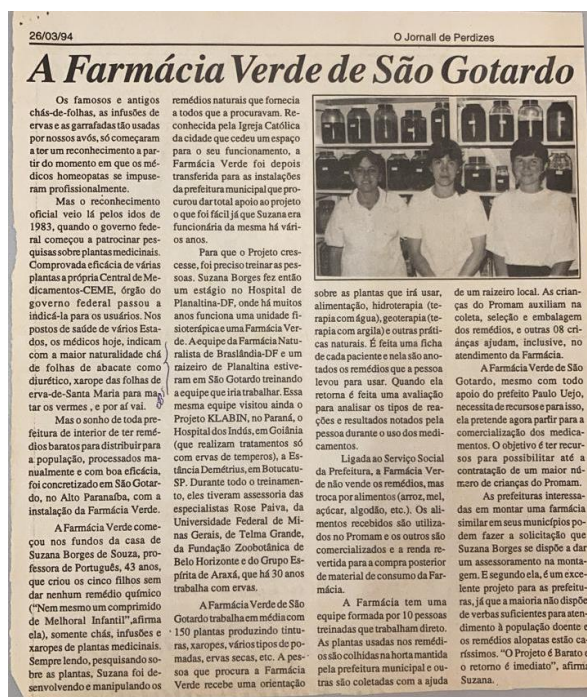 26/03/94
O Jornall de Perdizes
A Farmácia Verde de São Gotardo
Os famosos e antigos
chás-de-folhas, as infusões de
ervas e as garrafadas tão usadas
por nossos avós, só começaram
a ter um reconhecimento a par-
tir do momento em que os mé-
dicos homeopatas se impuse-
ram profissionalmente.
Mas o reconhecimento
oficial veio lá pelos idos de
1983, quando o governo fede-
ral começou a patrocinar pes-
quisas sobre plantas medicinais.
Comprovada eficácia de várias
plantas a própria Central de Me-
dicamentos-CEME, órgão do
governo federal passou a
indicá-la para os usuários. Nos
postos de saúde de vários Esta-
dos, os médicos hoje, indicam
com a maior naturalidade chá
de folhas de abacate como
diurético, xarope das folhas de
erva-de-Santa Maria para ma-
tar os vermes , e por aí vai.
Mas o sonho de toda pre-
feitura de interior de ter remé-
dios baratos para distribuir para
a população, processados ma-
nualmente e com boa eficácia,
foi concretizado em São Gotar-
do, no Alto Paranaíba, com a
instalação da Farmácia Verde.
A Farmácia Verde come-
çou nos fundos da casa de
Suzana Borges de Souza, pro-
fessora de Português, 43 anos,
que criou os cinco filhos sem
dar nenhum remédio químico
("Nem mesmo um comprimido
de Melhoral Infantil",afirma
ela), somente chás, infusões e
xaropes de plantas medicinais.
Sempre lendo, pesquisando so-
bre as plantas, Suzana foi de-
senvolvendo e manipulando os
remédios naturais que fornecia
a todos que a procuravam. Re-
conhecida pela Igreja Católica
da cidade que cedeu um espaço
para o seu funcionamento, a
Farmácia Verde foi depois
transferida para as instalações
da prefeitura municipal que pro-
curou dar total apoio ao projeto
o que foi fácil já que Suzana era
funcionária da mesma há vári-
os anos.
Para que o Projeto cres-
cesse, foi preciso treinar as pes-
soas. Suzana Borges fez então
um estágio no Hospital de
Planaltina-DF, onde há muitos
anos funciona uma unidade fi-
sioterápica e uma Farmácia Ver-
de. A equipe da Farmácia Natu-
ralista de Braslândia-DF e um
raizeiro de Planaltina estive-
ram em São Gotardo treinando
a equipe que iria trabalhar. Essa
mesma equipe visitou ainda o
Projeto KLABIN, no Paraná, o
Hospital dos Indús, em Goiânia
(que realizam tratamentos só
com ervas de temperos), a Es-
tância Demétrius, em Botucatu-
SP. Durante todo o treinamen-
to, eles tiveram assessoria das
especialistas Rose Paiva, da
Universidade Federal de Mi-
nas Gerais, de Telma Grande,
da Fundação Zoobotânica de
Belo Horizonte e do Grupo Es-
pírita de Araxá, que há 30 anos
trabalha com ervas.
A Farmácia Verde de São
Gotardo trabalha em média com
150 plantas produzindo tintu-
ras, xaropes, vários tipos de po-
madas, ervas secas, etc. A pes-
soa que procura a Farmácia
Verde recebe uma orientação
sobre as plantas que irá usar,
alimentação, hidroterapia (te-
rapia com água), geoterapia (te-
rapia com argila) e outras práti-
cas naturais. É feita uma ficha
de cada paciente e nela são ano-
tados os remédios que a pessoa
levou para usar. Quando ela
retorna é feita uma avaliação
para analisar os tipos de rea-
ções e resultados notados pela
pessoa durante o uso dos medi-
camentos.
Ligada ao Serviço Social
da Prefeitura, a Farmácia Ver-
de não vende os remédios, mas
troca por alimentos (arroz, mel,
açúcar, algodão, etc.). Os ali-
mentos recebidos são utiliza-
dos no Promam e os outros são
comercializados e a renda re-
vertida para a compra posterior
de material de consumo da Far-
mácia.
A Farmácia tem uma
equipe formada por 10 pessoas
treinadas que trabalham direto.
As plantas usadas nos remédi-
os são colhidas na horta mantida
pela prefeitura municipal e ou-
tras são coletadas com a ajuda
de um raizeiro local. As crian-
ças do Promam auxiliam na
coleta, seleção e embalagem
dos remédios, e outras 08 cri-
anças ajudam, inclusive, no
atendimento da Farmácia.
A Farmácia Verde de São
Gotardo, mesmo com todo
apoio do prefeito Paulo Uejo,
necessita de recursos e para isso,
ela pretende agora partir para a
comercialização dos medica-
mentos. O objetivo é ter recur-
sos para possibilitar até a
contratação de um maior nú-
mero de crianças do Promam.
As prefeituras interessa-
das em montar uma farmácia
similar em seus municípios po-
dem fazer a solicitação que
Suzana Borges se dispõe a dar
um assessoramento na monta-
gem. E segundo ela, é um exce-
lente projeto para as prefeitu-
ras, já que a maioria não dispõe
de verbas suficientes para aten-
dimento à população doente e
os remédios alopatas estão ca-
ríssimos. "O Projeto é Barato e
o retorno é imediato", afirm
Suzana.